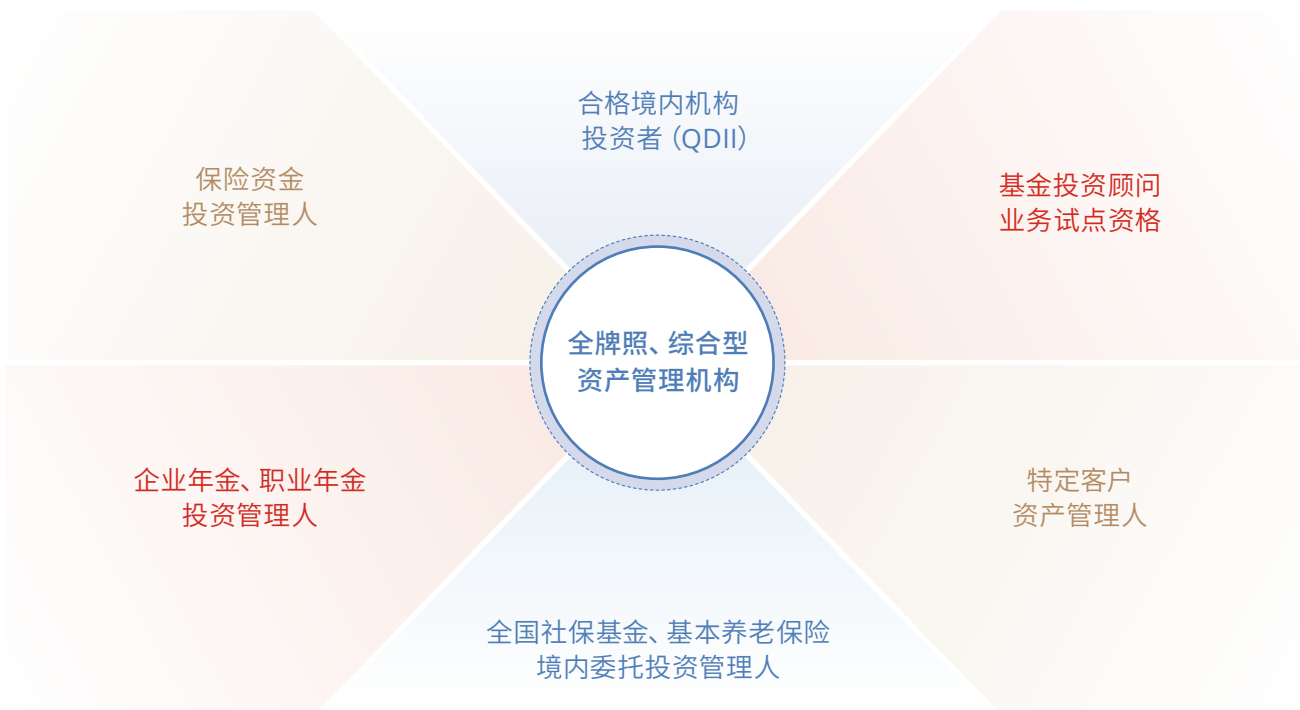 合格境内机构
投资者（QDII）
保险资金
投资管理人
基金投资顾问
业务试点资格
全牌照、综合型
资产管理机构
企业年金、职业年金
投资管理人
特定客户
资产管理人
全国社保基金、基本养老保险
境内委托投资管理人